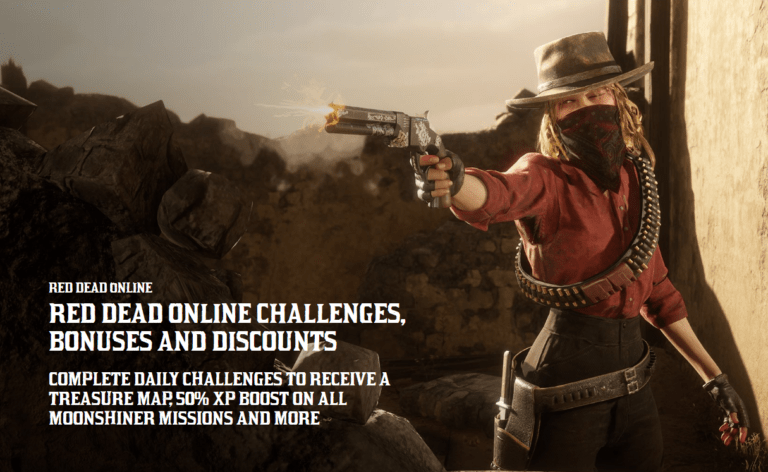 RED DEAD ONLINE
RED DEAD ONLINE CHALLENGES,
BONUSES AND DISCOUNTS
COMPLETE DAILY CHALLENGES TO RECEIVE A
TREASURE MAP, 50% XP BOOST ON ALL
MOONSHINER MISSIONS AND MORE